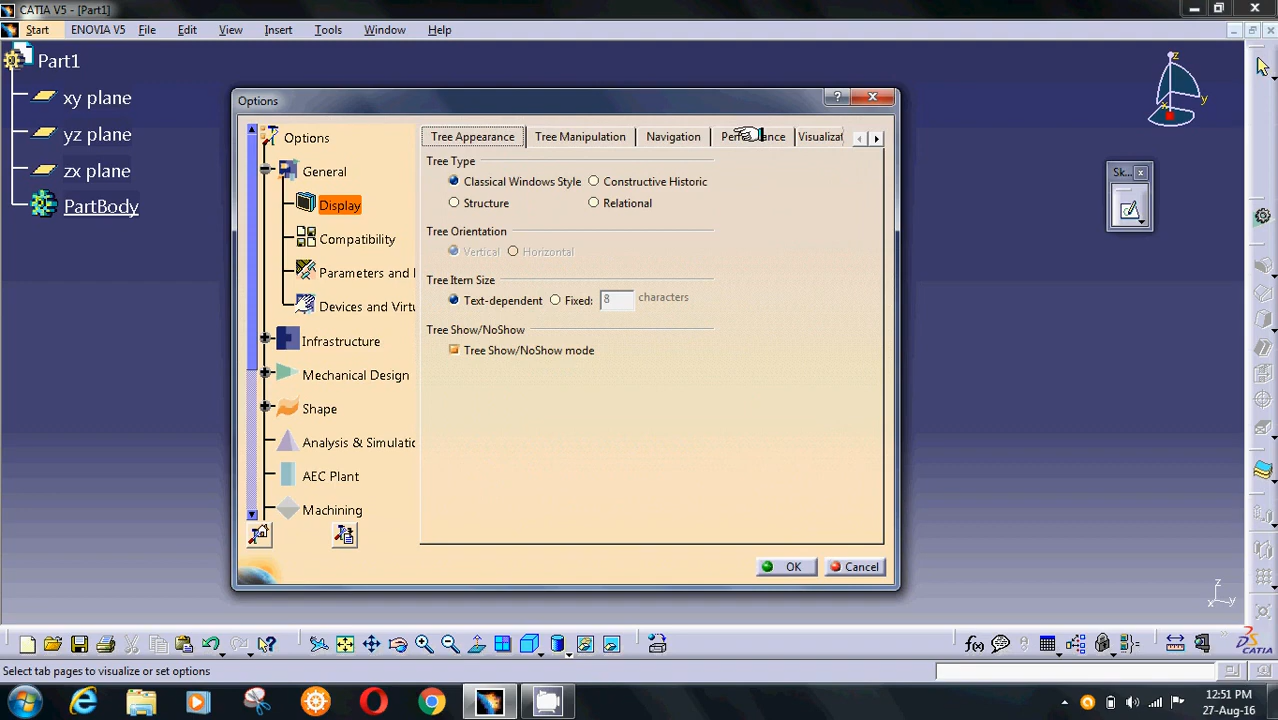 CATIA V5 - [Part1]
Start ENOVIA V5 File Edit View Insert Tools Window Help
Part1
xy plane
yz plane
zx plane
PartBody
Options
Options
General
Display
Compatibility
Parameters and
Devices and Virtu
Infrastructure
Mechanical Design
Shape
Analysis & Simulatio
AEC Plant
Machining
Tree Appearance Tree Manipulation Navigation Performance Visualizat
Tree Type
Classical Windows Style Constructive Historic
Structure Relational
Tree Orientation
Vertical Horizontal
Tree Item Size
Text-dependent Fixed: 8 characters
Tree Show/NoShow
Tree Show/NoShow mode
OK Cancel
z
y
x
Sk...
z
x y
f(x)
CATIA
Select tab pages to visualize or set options
12:51 PM
27-Aug-16